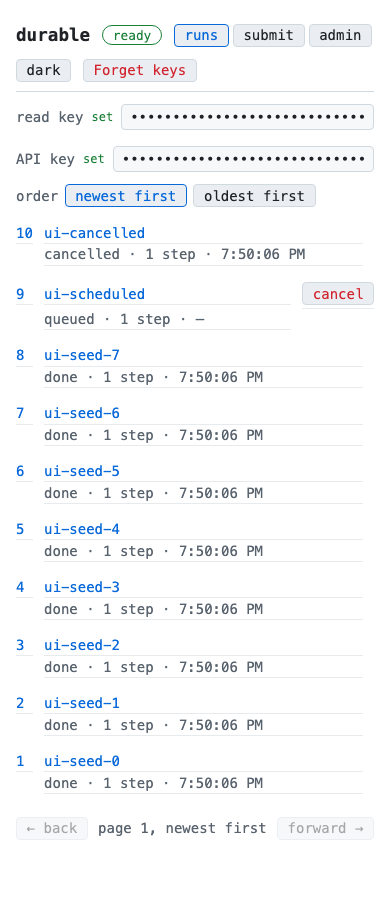 durable ready runs submit admin
dark Forget keys
read key set ••••••••••••••••••••••••••••
API key set •••••••••••••••••••••••••••••
order newest first oldest first
10 ui-cancelled
cancelled · 1 step · 7:50:06 PM
9 ui-scheduled cancel
queued · 1 step · —
8 ui-seed-7
done · 1 step · 7:50:06 PM
7 ui-seed-6
done · 1 step · 7:50:06 PM
6 ui-seed-5
done · 1 step · 7:50:06 PM
5 ui-seed-4
done · 1 step · 7:50:06 PM
4 ui-seed-3
done · 1 step · 7:50:06 PM
3 ui-seed-2
done · 1 step · 7:50:06 PM
2 ui-seed-1
done · 1 step · 7:50:06 PM
1 ui-seed-0
done · 1 step · 7:50:06 PM
← back page 1, newest first forward →